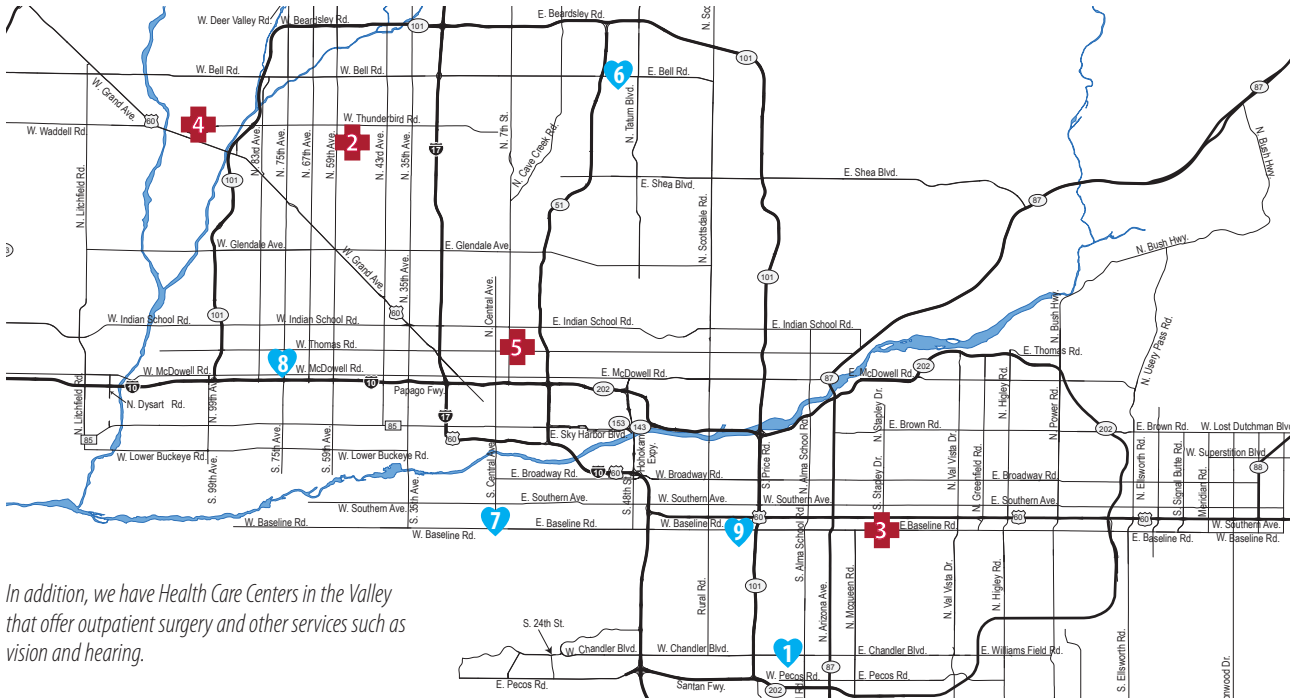 W. Deer Valley Rd.
W. Beardsley Rd.
E. Beardsley Rd.
101
N. Sco
101
W. Bell Rd.
W. Bell Rd.
6
E. Bell Rd.
87
W. Grand Ave.
60
4
W. Thunderbird Rd.
W. Waddell Rd.
2
N. 83rd Ave.
N. 75th Ave.
N. 67th Ave.
N. 59th Ave.
N. 43rd Ave.
N. 35th Ave.
17
N. 7th St.
N. Cave Creek Rd.
N. Tatum Blvd.
N. Bush Hwy.
N. Litchfield Rd.
101
E. Shea Blvd.
E. Shea Blvd.
51
87
N. Scottsdale Rd.
W. Glendale Ave.
E. Glendale Ave.
W. Grand Ave.
N. Bush Hwy.
3
101
N. 35th Ave.
N. Central Ave.
101
60
W. Indian School Rd.
E. Indian School Rd.
E. Indian School Rd.
N. Bush Hwy.
N. Usery Pass Rd.
W. Thomas Rd.
5
E. Thomas Rd.
8
W. McDowell Rd.
W. McDowell Rd.
E. McDowell Rd.
E. McDowell Rd.
202
10
10
Papago Fwy.
202
87
N. Litchfield Rd.
N. Dysart Rd.
N. 99th Ave.
17
153
143
N. Stapley Dr.
N. Higley Rd.
N. Power Rd.
85
85
60
E. Sky Harbor Blvd.
Hohokam
Expy.
E. Brown Rd.
202
E. Brown Rd.
W. Lost Dutchman Blvd
W. Lower Buckeye Rd.
W. Lower Buckeye Rd.
W. Superstition Blvd.
88
S. 99th Ave.
S. 75th Ave.
S. 59th Ave.
S. 35th Ave.
S. Central Ave.
E. Broadway Rd.
10
60
W. Broadway Rd.
S. 48th St.
S. Price Rd.
N. Alma School Rd.
S. Stapley Dr.
N. Val Vista Dr.
N. Greenfield Rd.
E. Broadway Rd.
N. Ellsworth Rd.
S. Signal Butte Rd.
Meridian Rd.
E. Southern Ave.
W. Southern Ave.
W. Southern Ave.
W. Southern Ave.
E. Southern Ave.
W. Baseline Rd.
7
E. Baseline Rd.
W. Baseline Rd.
9
60
3
E. Baseline Rd.
60
60
W. Southern Ave.
W. Baseline Rd.
E. Baseline Rd.
W. Baseline Rd.
S. Alma School Rd.
Rural Rd.
101
N. Arizona Ave.
N. Mcqueen Rd.
N. Val Vista Dr.
N. Higley Rd.
In addition, we have Health Care Centers in the Valley
that offer outpatient surgery and other services such as
vision and hearing.
S. 24th St.
W. Chandler Blvd.
W. Chandler Blvd.
1
E. Chandler Blvd.
E. Williams Field Rd.
87
E. Pecos Rd.
Santan Fwy.
W. Pecos Rd.
202
Rd.
E. Pecos Rd.
S. Ellsworth Rd.
nwood Dr.